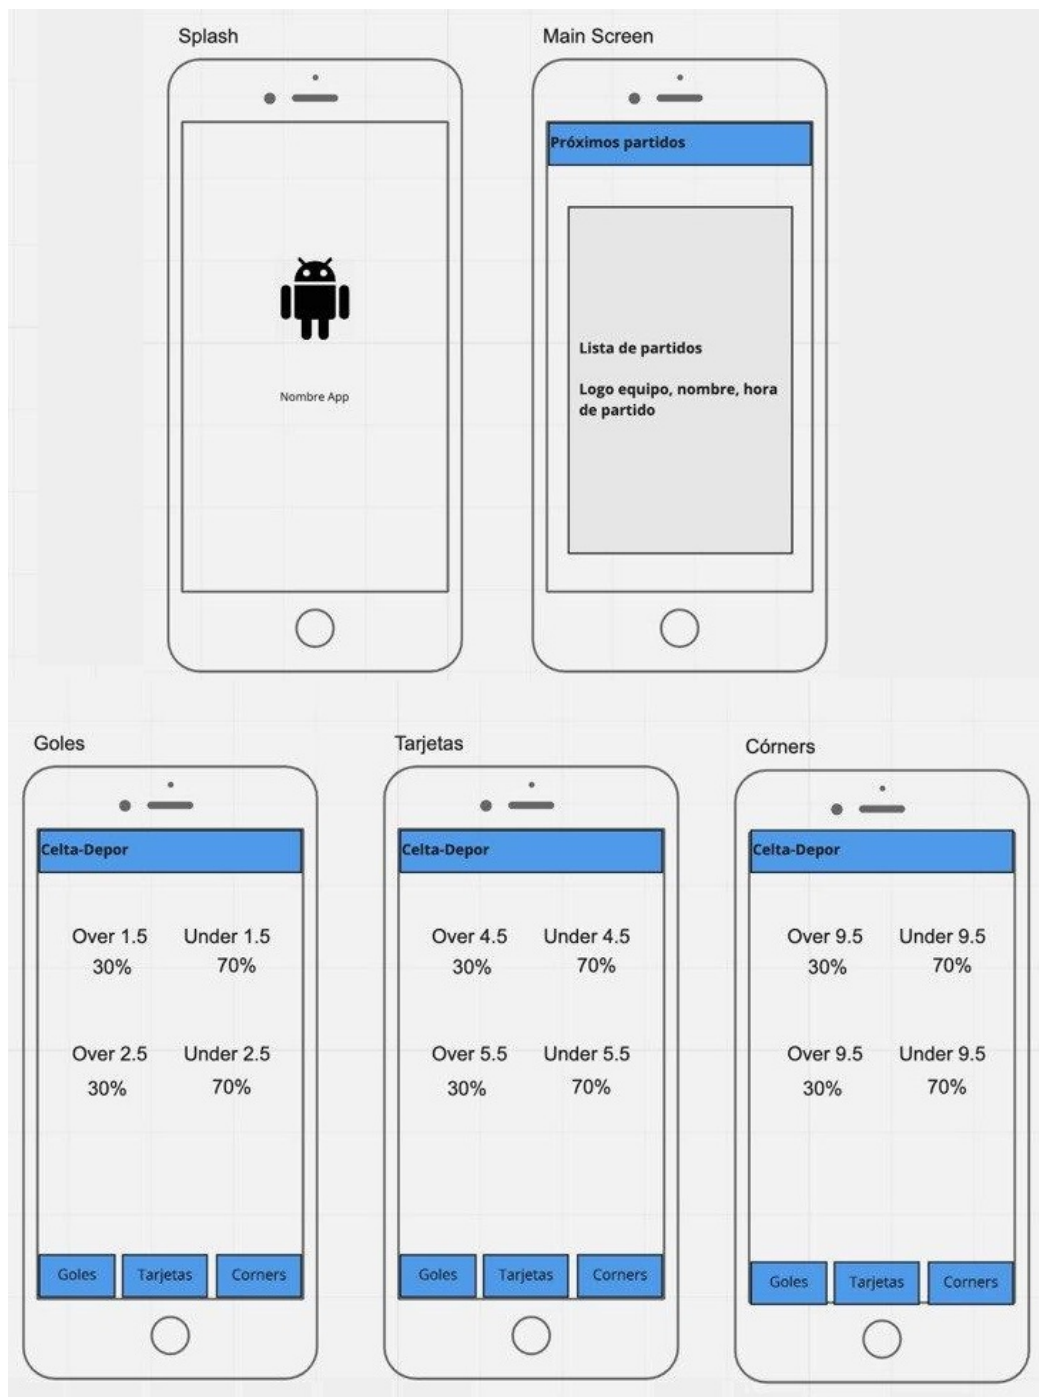 Splash
Main Screen
Próximos partidos
Lista de partidos
Logo equipo, nombre, hora
de partido
Nombre App
Goles
Tarjetas
Córners
Celta-Depor
Over 1.5 Under 1.5
30% 70%
Over 2.5 Under 2.5
30% 70%
Goles Tarjetas Corners
Celta-Depor
Over 4.5 Under 4.5
30% 70%
Over 5.5 Under 5.5
30% 70%
Goles Tarjetas Corners
Celta-Depor
Over 9.5 Under 9.5
30% 70%
Over 9.5 Under 9.5
30% 70%
Goles Tarjetas Corners